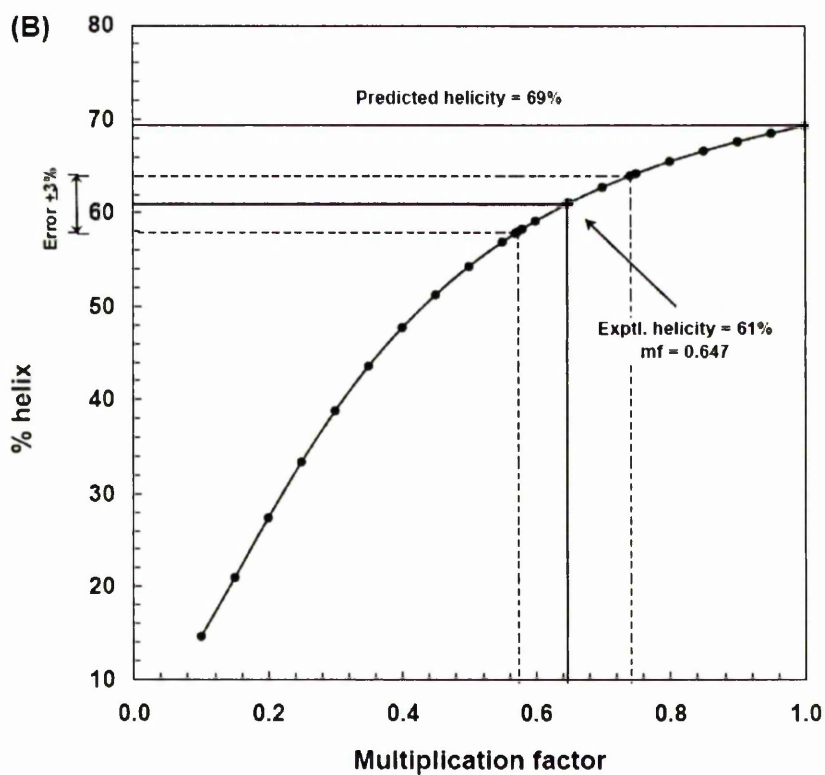 (B)
80
70
60
50
40
30
20
10
% helix
Error ±3%
Predicted helicity = 69%
Exptl. helicity = 61%
mf = 0.647
0.0 0.2 0.4 0.6 0.8 1.0
Multiplication factor